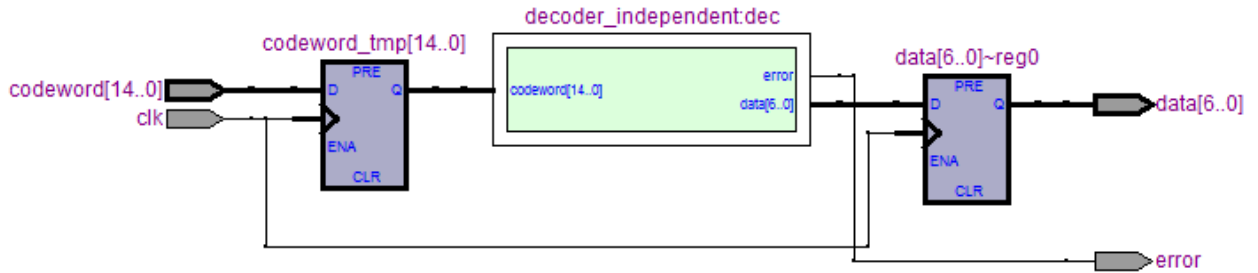 decoder_independent:dec
codeword_tmp[14..0]
data[6..0]~reg0
PRE
error
PRE
codeword[14..0]
D
Q
codeword[14..0]
data[6..0]
D
Q
data[6..0]
clk
ENA
ENA
CLR
CLR
error